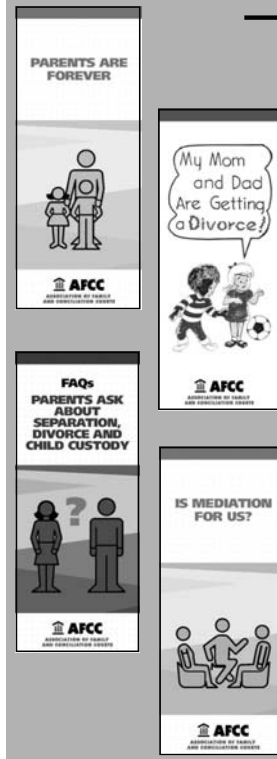 PARENTS ARE
FOREVER
AFCC
ASSOCIATION OF FAMILY
AND CONCILIATION COURTS
My Mom
and Dad
Are Getting
a Divorce!
AFCC
ASSOCIATION OF FAMILY
AND CONCILIATION COURTS
FAQs
PARENTS ASK
ABOUT
SEPARATION,
DIVORCE AND
CHILD CUSTODY
?
AFCC
ASSOCIATION OF FAMILY
AND CONCILIATION COURTS
IS MEDIATION
FOR US?
AFCC
ASSOCIATION OF FAMILY
AND CONCILIATION COURTS